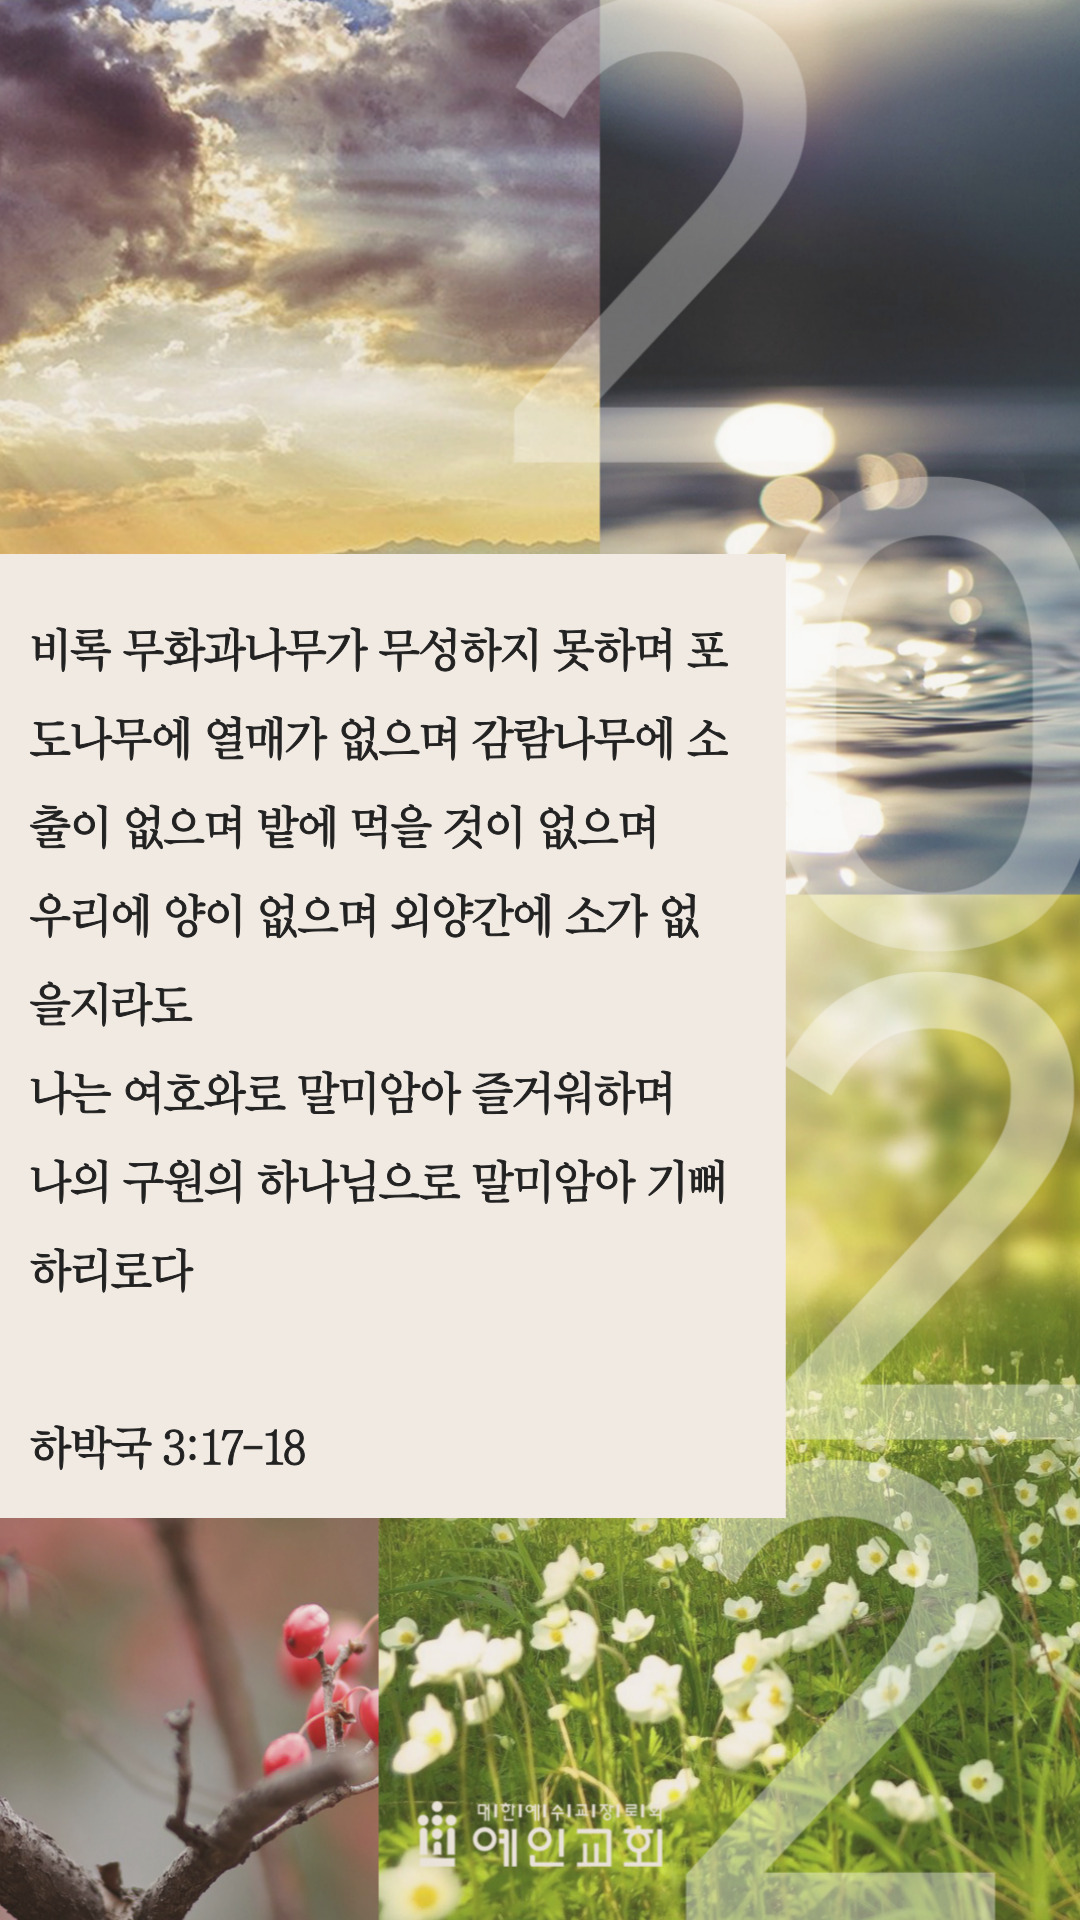 2
0
2
2
비록 무화과나무가 무성하지 못하며 포
도나무에 열매가 없으며 감람나무에 소
출이 없으며 밭에 먹을 것이 없으며
우리에 양이 없으며 외양간에 소가 없
을지라도
나는 여호와로 말미암아 즐거워하며
나의 구원의 하나님으로 말미암아 기뻐
하리로다
하박국 3:17-18
대한예수교장로회
예인교회